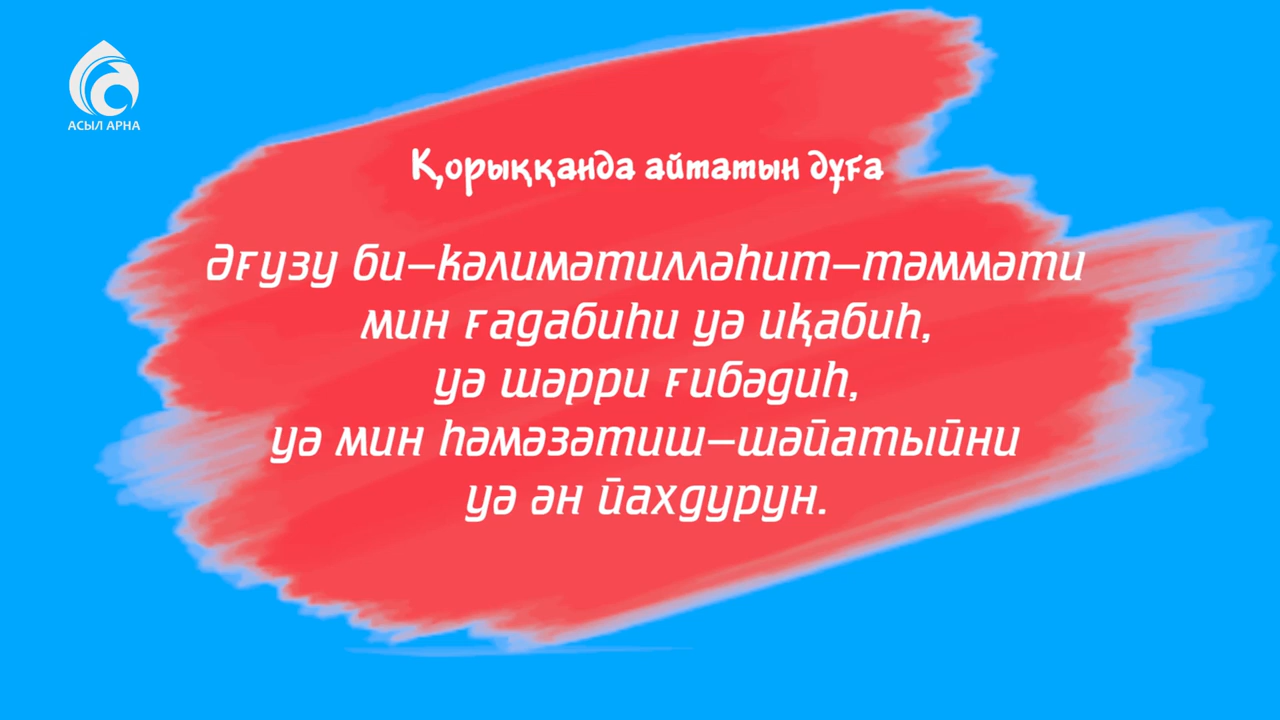 АСЫЛ АРНА
Қорыққанда айтатын дұға
Әғузу би–кәлимәтилләһит–тәммәти
мин ғадабиһи уә иқабиһ,
уә шәрри ғибәдиһ,
уә мин һәмәзәтиш–шәйатыйни
уә ән йахдурун.